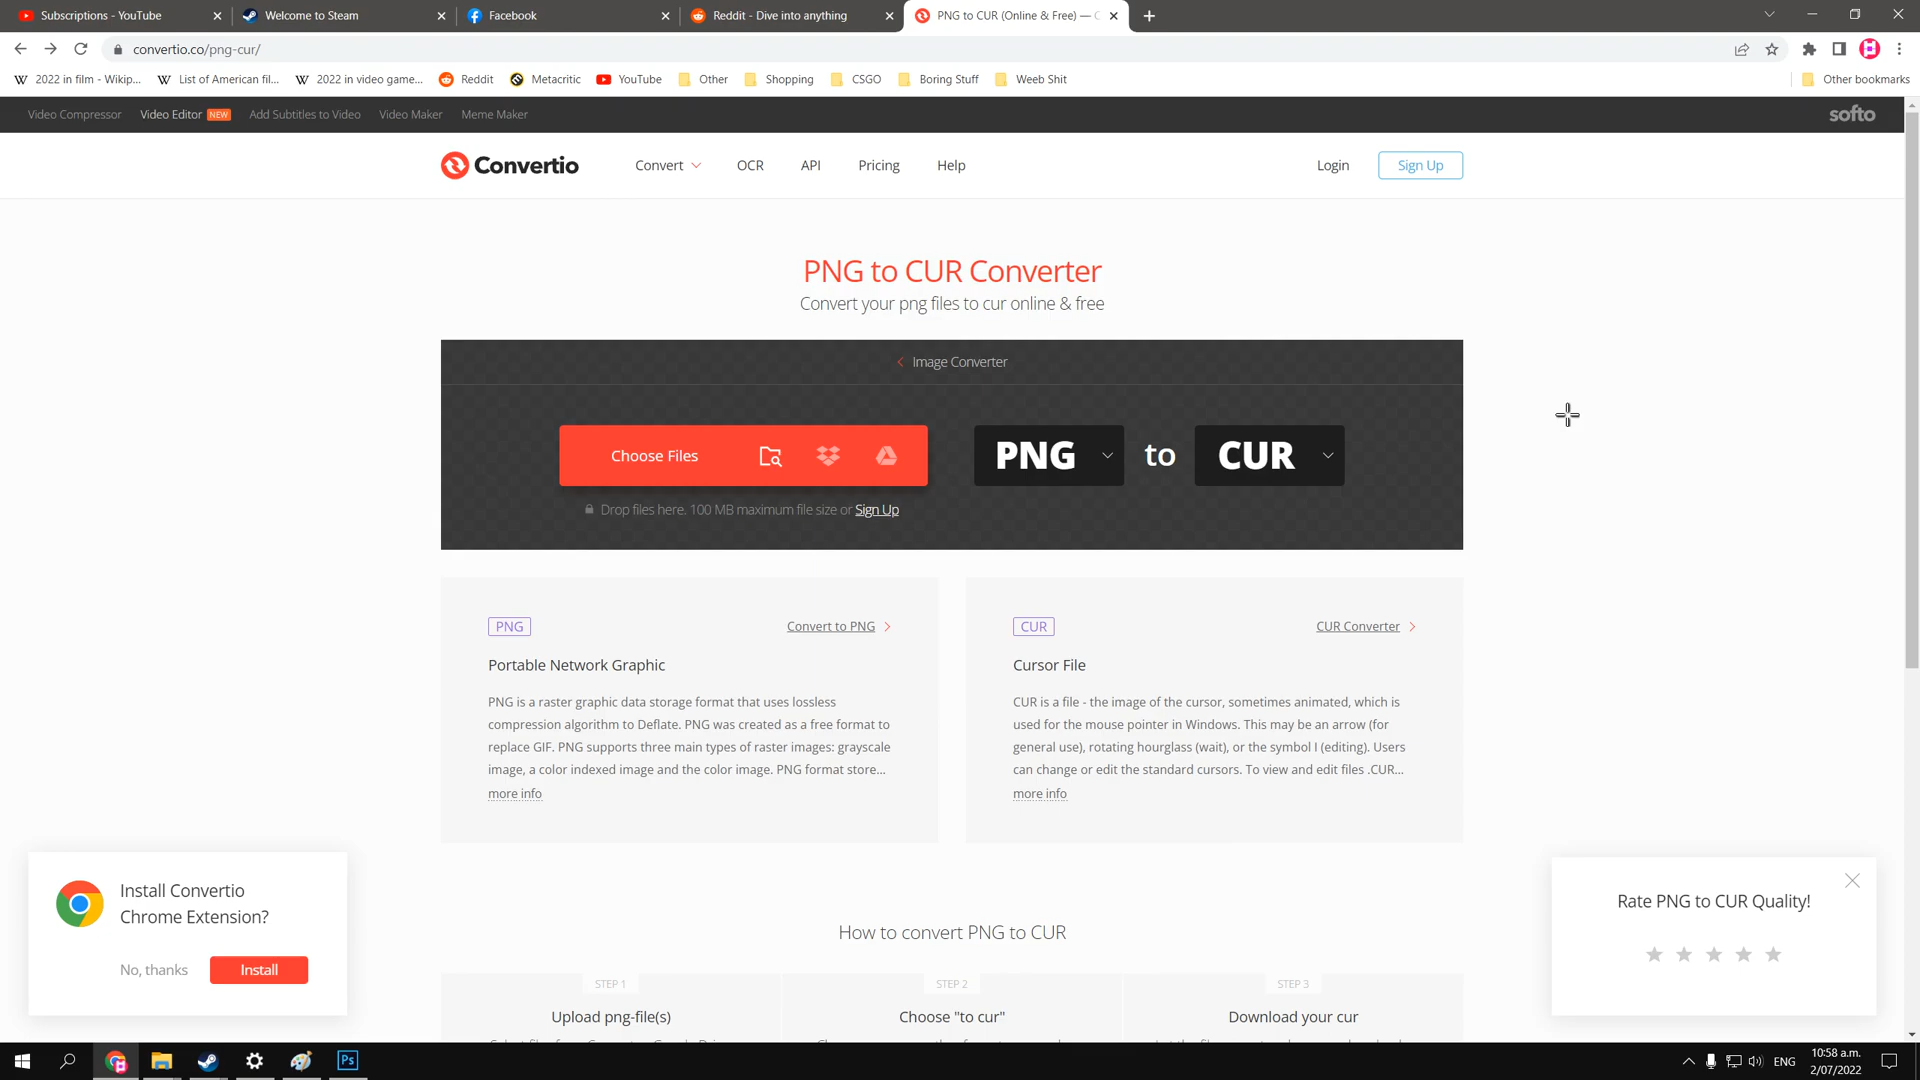 Subscriptions - YouTube
Welcome to Steam
Facebook
Reddit - Dive into anything
PNG to CUR (Online & Free) — C
convertio.co/png-cur/
2022 in film - Wikip...
List of American fil...
2022 in video game...
Reddit
Metacritic
YouTube
Other
Shopping
CSGO
Boring Stuff
Weeb Shit
Other bookmarks
Video Compressor
Video Editor NEW
Add Subtitles to Video
Video Maker
Meme Maker
softo
Convertio
Convert
OCR
API
Pricing
Help
Login
Sign Up
PNG to CUR Converter
Convert your png files to cur online & free
Image Converter
Choose Files
PNG to CUR
Drop files here. 100 MB maximum file size or Sign Up
PNG
Convert to PNG
Portable Network Graphic
PNG is a raster graphic data storage format that uses lossless
compression algorithm to Deflate. PNG was created as a free format to
replace GIF. PNG supports three main types of raster images: grayscale
image, a color indexed image and the color image. PNG format store...
more info
CUR
CUR Converter
Cursor File
CUR is a file - the image of the cursor, sometimes animated, which is
used for the mouse pointer in Windows. This may be an arrow (for
general use), rotating hourglass (wait), or the symbol I (editing). Users
can change or edit the standard cursors. To view and edit files .CUR...
more info
Install Convertio
Chrome Extension?
No, thanks
Install
Rate PNG to CUR Quality!
How to convert PNG to CUR
STEP 1
Upload png-file(s)
STEP 2
Choose "to cur"
STEP 3
Download your cur
Ps
ENG
10:58 a.m.
2/07/2022